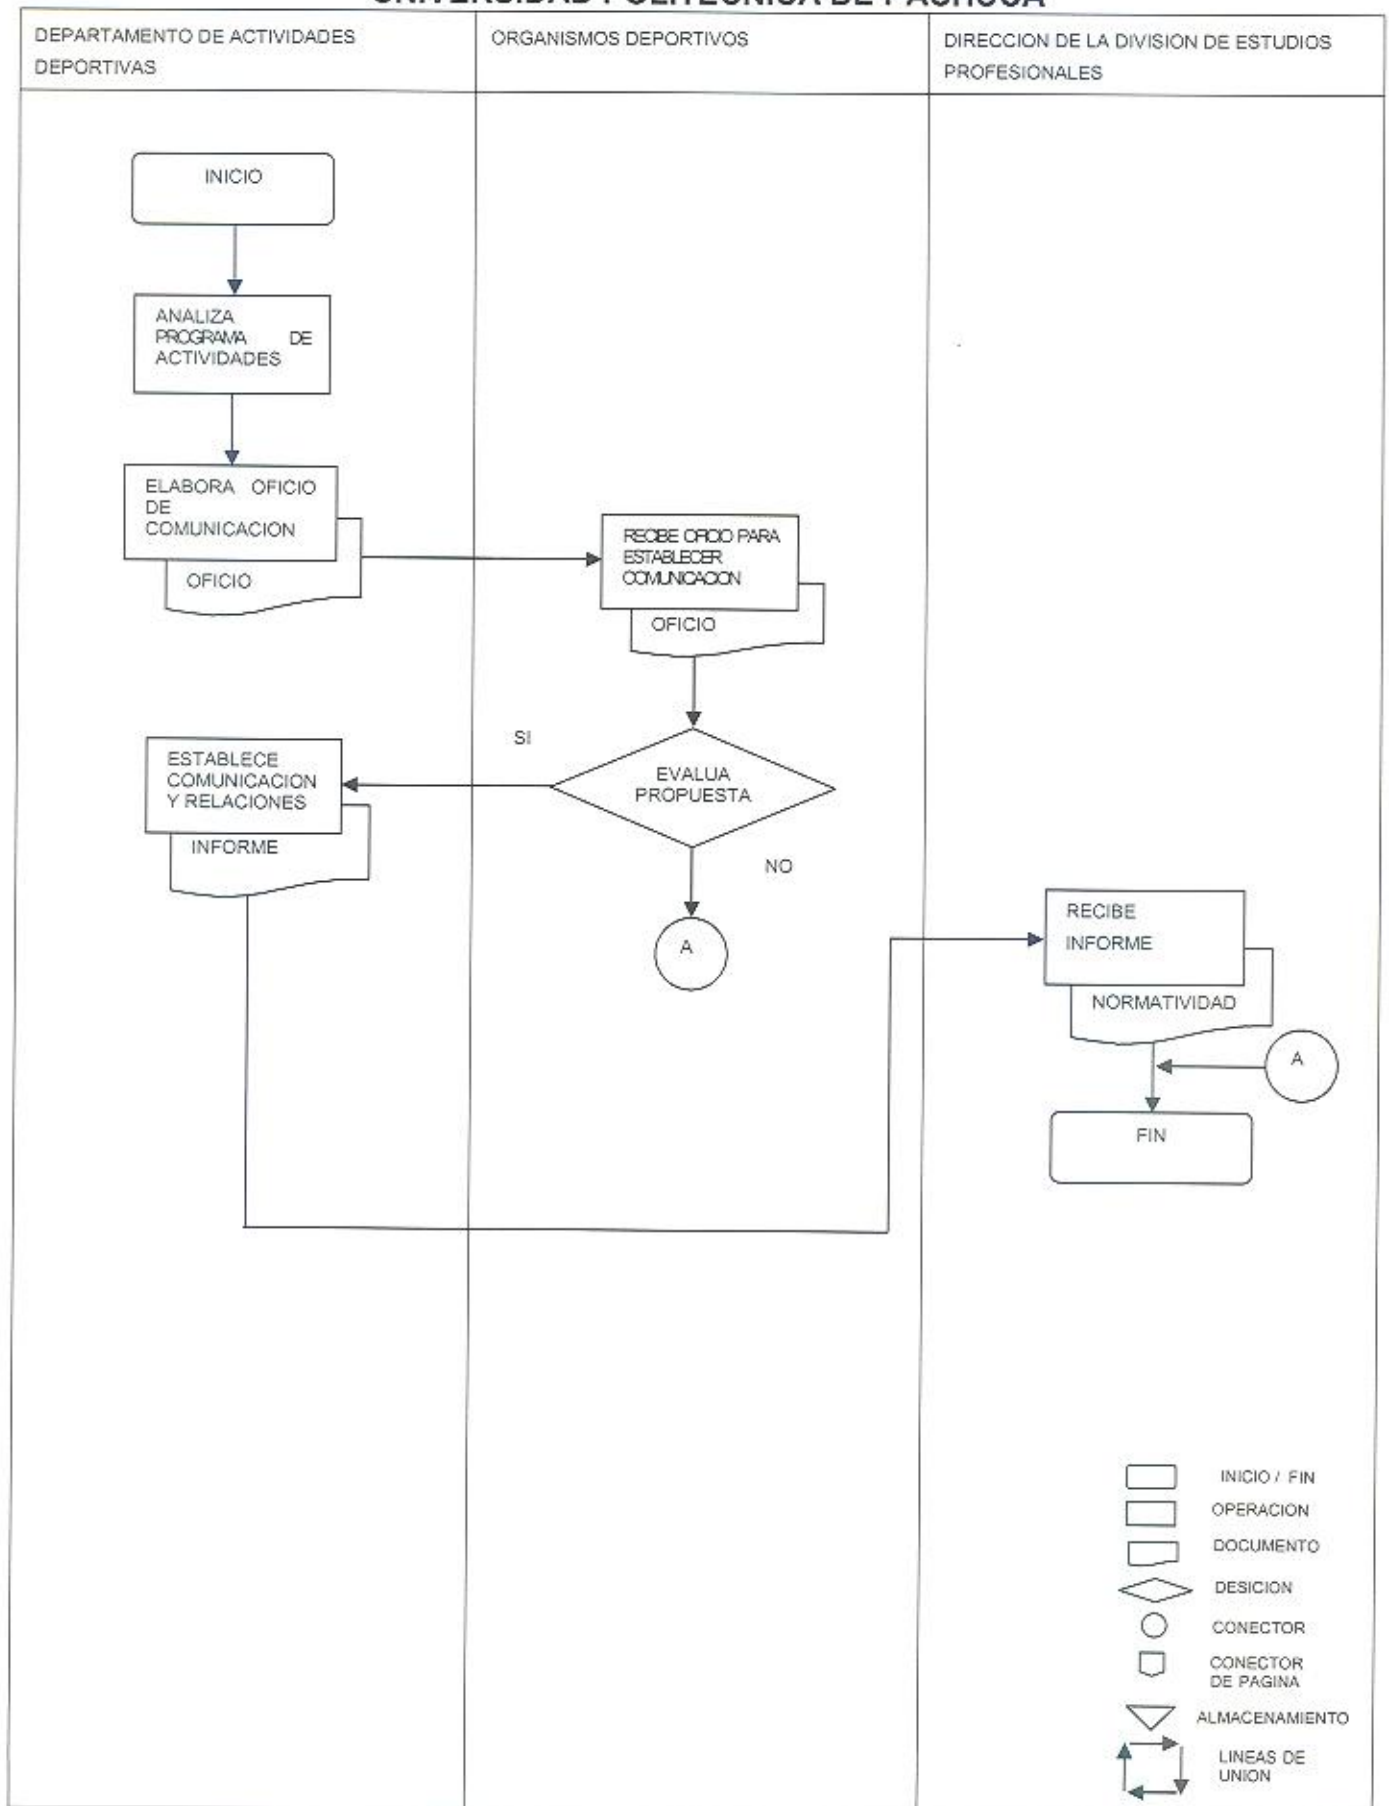 UNIVERSIDAD POLITECNICA DE PACHUCA
DEPARTAMENTO DE ACTIVIDADES
DEPORTIVAS
ORGANISMOS DEPORTIVOS
DIRECCION DE LA DIVISION DE ESTUDIOS
PROFESIONALES
INICIO
ANALIZA
PROGRAMA DE
ACTIVIDADES
ELABORA OFICIO
DE
COMUNICACION
OFICIO
RECIBE OFICIO PARA
ESTABLECER
COMUNICACION
OFICIO
SI
EVALUA
PROPUESTA
NO
A
ESTABLECE
COMUNICACION
Y RELACIONES
INFORME
RECIBE
INFORME
NORMATIVIDAD
A
FIN
INICIO / FIN
OPERACION
DOCUMENTO
DESICION
CONECTOR
CONECTOR
DE PAGINA
ALMACENAMIENTO
LINEAS DE
UNION